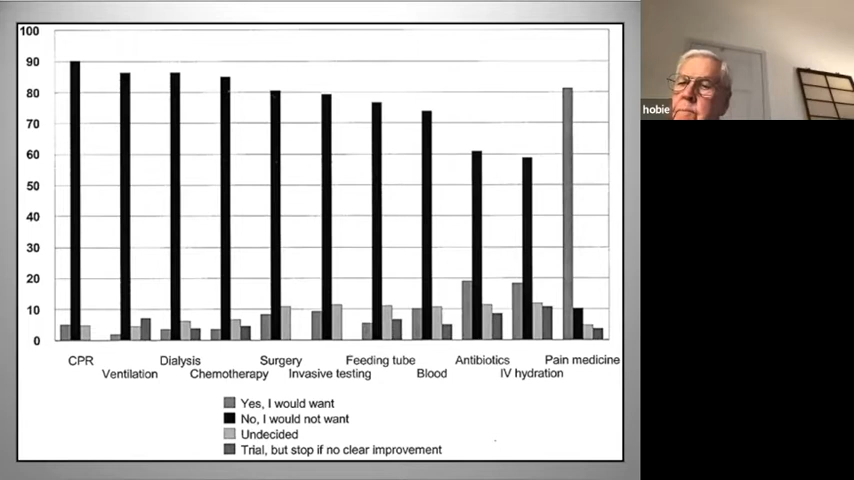 100
90
80
70
60
50
40
30
20
10
0
CPR Dialysis Surgery Feeding tube Antibiotics Pain medicine
Ventilation Chemotherapy Invasive testing Blood IV hydration
Yes, I would want
No, I would not want
Undecided
Trial, but stop if no clear improvement
hobie